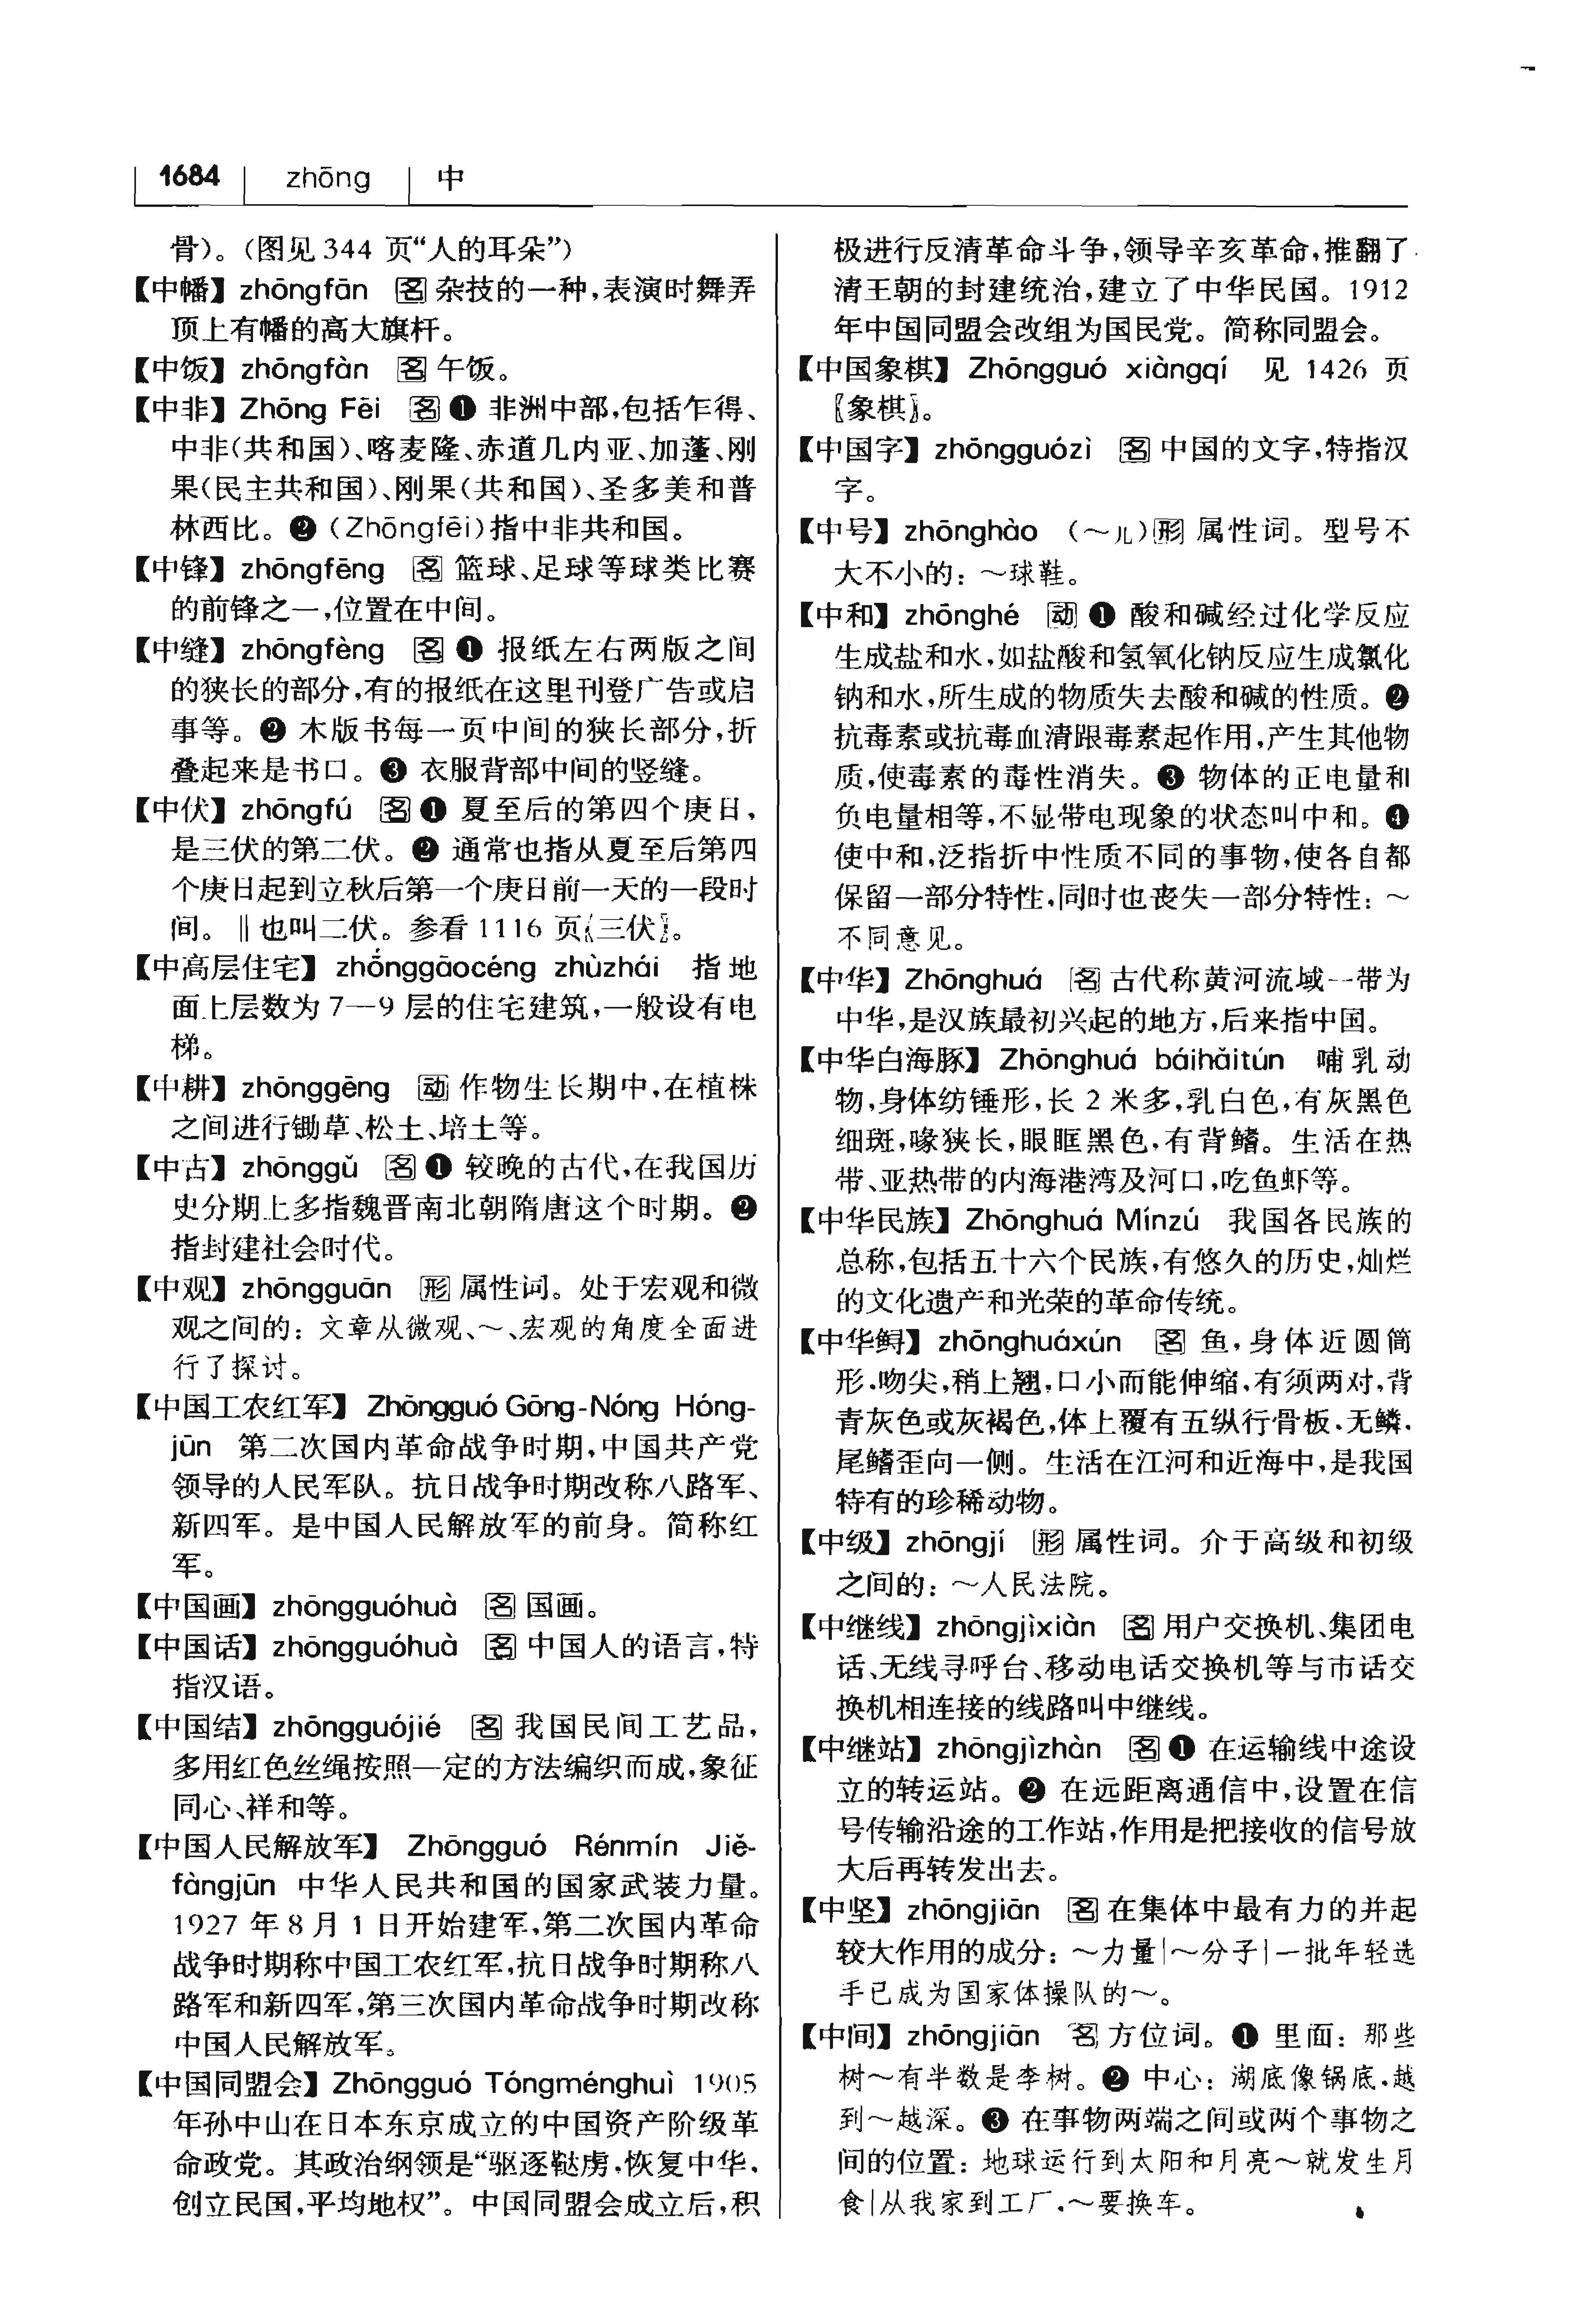 1684 zhōng 中
骨）。（图见 344 页“人的耳朵”）
【中幡】 zhōngfān 名 杂技的一种，表演时舞弄
顶上有幡的高大旗杆。
【中饭】 zhōngfàn 名 午饭。
【中非】 Zhōng Fēi 名 ❶ 非洲中部，包括乍得、
中非（共和国）、喀麦隆、赤道几内亚、加蓬、刚
果（民主共和国）、刚果（共和国）、圣多美和普
林西比。❷（Zhōngfēi）指中非共和国。
【中锋】 zhōngfēng 名 篮球、足球等球类比赛
的前锋之一，位置在中间。
【中缝】 zhōngfèng 名 ❶ 报纸左右两版之间
的狭长的部分，有的报纸在这里刊登广告或启
事等。❷ 木版书每一页中间的狭长部分，折
叠起来是书口。❸ 衣服背部中间的竖缝。
【中伏】 zhōngfú 名 ❶ 夏至后的第四个庚日，
是三伏的第二伏。❷ 通常也指从夏至后第四
个庚日起到立秋后第一个庚日前一天的一段时
间。‖ 也叫二伏。参看 1116 页〖三伏〗。
【中高层住宅】 zhōnggāocéng zhùzhái 指地
面上层数为 7—9 层的住宅建筑，一般设有电
梯。
【中耕】 zhōnggēng 动 作物生长期中，在植株
之间进行锄草、松土、培土等。
【中古】 zhōnggǔ 名 ❶ 较晚的古代，在我国历
史分期上多指魏晋南北朝隋唐这个时期。❷
指封建社会时代。
【中观】 zhōngguān 形 属性词。处于宏观和微
观之间的：文章从微观、～、宏观的角度全面进
行了探讨。
【中国工农红军】 Zhōngguó Gōng-Nóng Hóng-
jūn 第二次国内革命战争时期，中国共产党
领导的人民军队。抗日战争时期改称八路军、
新四军。是中国人民解放军的前身。简称红
军。
【中国画】 zhōngguóhuà 名 国画。
【中国话】 zhōngguóhuà 名 中国人的语言，特
指汉语。
【中国结】 zhōngguójié 名 我国民间工艺品，
多用红色丝绳按照一定的方法编织而成，象征
同心、祥和等。
【中国人民解放军】 Zhōngguó Rénmín Jiě-
fàngjūn 中华人民共和国的国家武装力量。
1927 年 8 月 1 日开始建军，第二次国内革命
战争时期称中国工农红军，抗日战争时期称八
路军和新四军，第三次国内革命战争时期改称
中国人民解放军。
【中国同盟会】 Zhōngguó Tóngménghuì 1905
年孙中山在日本东京成立的中国资产阶级革
命政党。其政治纲领是“驱逐鞑虏，恢复中华，
创立民国，平均地权”。中国同盟会成立后，积
极进行反清革命斗争，领导辛亥革命，推翻了
清王朝的封建统治，建立了中华民国。1912
年中国同盟会改组为国民党。简称同盟会。
【中国象棋】 Zhōngguó xiàngqí 见 1426 页
〖象棋〗。
【中国字】 zhōngguózì 名 中国的文字，特指汉
字。
【中号】 zhōnghào （～儿）形 属性词。型号不
大不小的：～球鞋。
【中和】 zhōnghé 动 ❶ 酸和碱经过化学反应
生成盐和水，如盐酸和氢氧化钠反应生成氯化
钠和水，所生成的物质失去酸和碱的性质。❷
抗毒素或抗毒血清跟毒素起作用，产生其他物
质，使毒素的毒性消失。❸ 物体的正电量和
负电量相等，不显带电现象的状态叫中和。❹
使中和，泛指折中性质不同的事物，使各自都
保留一部分特性，同时也丧失一部分特性：～
不同意见。
【中华】 Zhōnghuá 名 古代称黄河流域一带为
中华，是汉族最初兴起的地方，后来指中国。
【中华白海豚】 Zhōnghuá báihǎitún 哺乳动
物，身体纺锤形，长 2 米多，乳白色，有灰黑色
细斑，喙狭长，眼眶黑色，有背鳍。生活在热
带、亚热带的内海港湾及河口，吃鱼虾等。
【中华民族】 Zhōnghuá Mínzú 我国各民族的
总称，包括五十六个民族，有悠久的历史，灿烂
的文化遗产和光荣的革命传统。
【中华鲟】 zhōnghuáxún 名 鱼，身体近圆筒
形，吻尖，稍上翘，口小而能伸缩，有须两对，背
青灰色或灰褐色，体上覆有五纵行骨板，无鳞，
尾鳍歪向一侧。生活在江河和近海中，是我国
特有的珍稀动物。
【中级】 zhōngjí 形 属性词。介于高级和初级
之间的：～人民法院。
【中继线】 zhōngjìxiàn 名 用户交换机、集团电
话、无线寻呼台、移动电话交换机等与市话交
换机相连接的线路叫中继线。
【中继站】 zhōngjìzhàn 名 ❶ 在运输线中途设
立的转运站。❷ 在远距离通信中，设置在信
号传输沿途的工作站，作用是把接收的信号放
大后再转发出去。
【中坚】 zhōngjiān 名 在集体中最有力的并起
较大作用的成分：～力量|～分子|一批年轻选
手已成为国家体操队的～。
【中间】 zhōngjiān 名 方位词。❶ 里面：那些
树～有半数是李树。❷ 中心：湖底像锅底，越
到～越深。❸ 在事物两端之间或两个事物之
间的位置：地球运行到太阳和月亮～就发生月
食|从我家到工厂，～要换车。